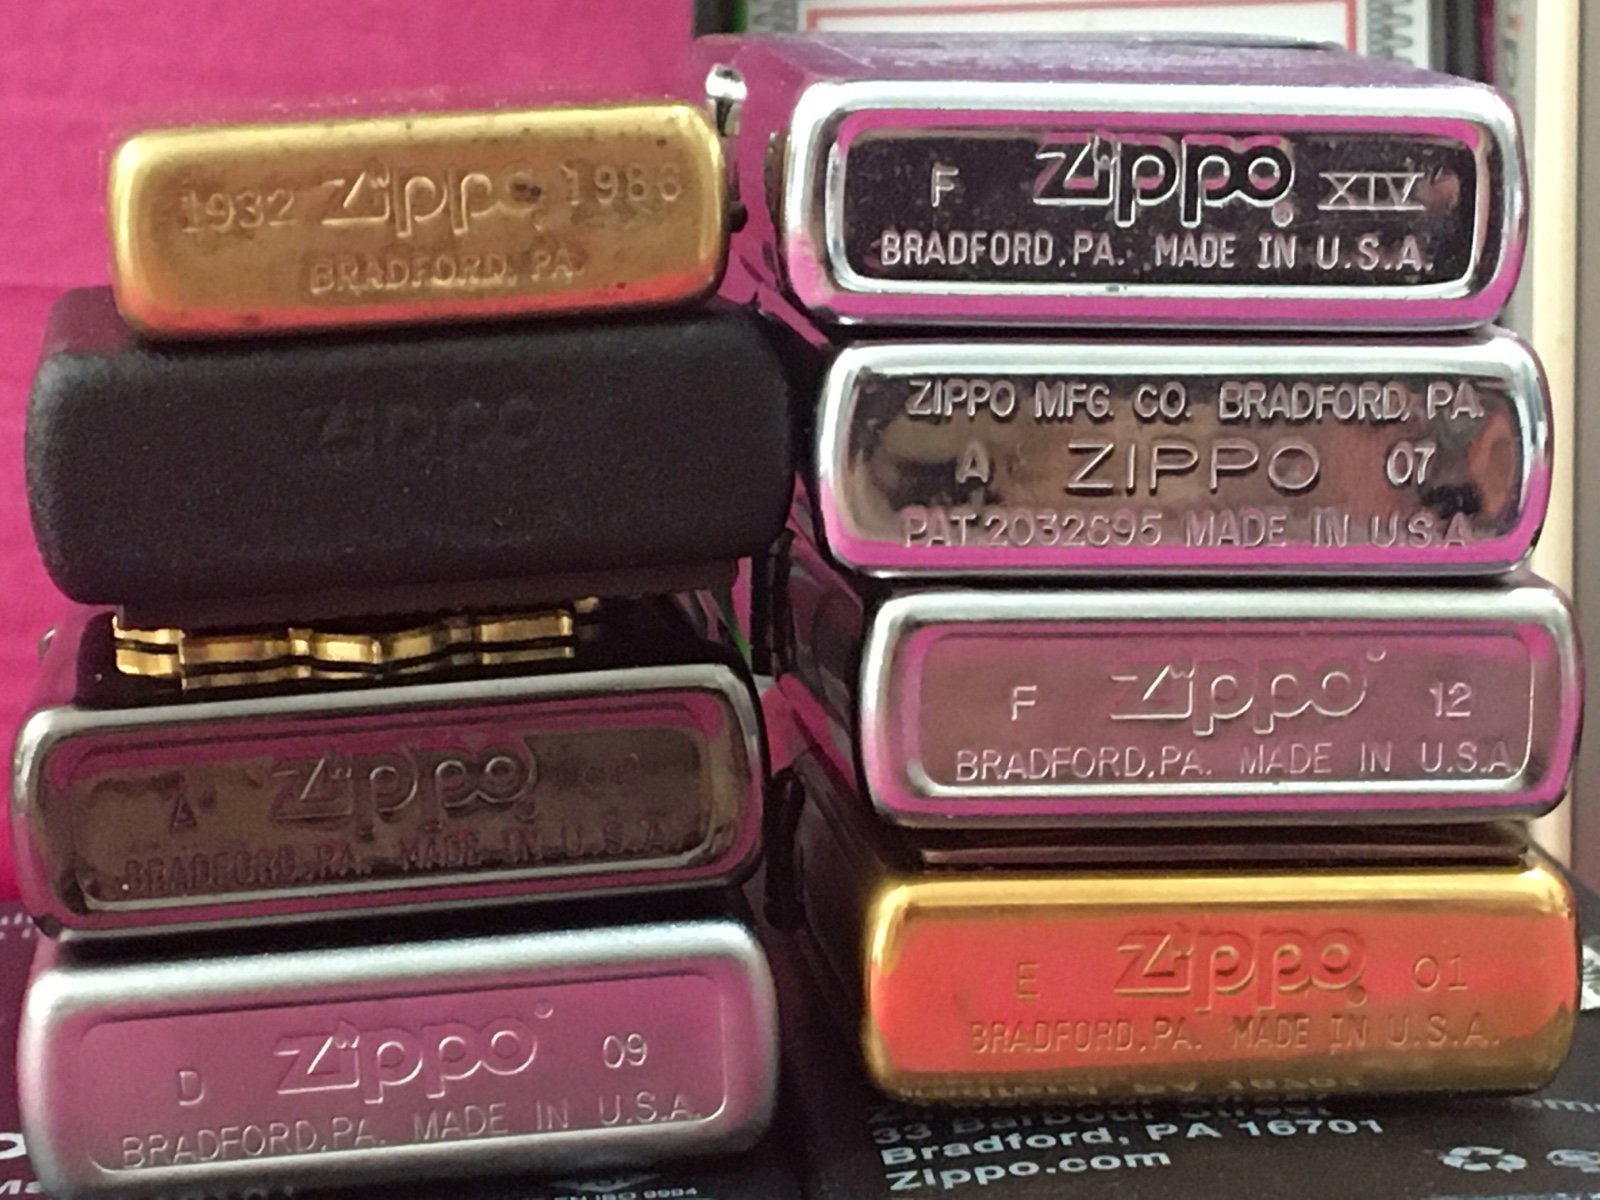 1932 Zippo 1986
BRADFORD, PA.
Zippo
A Zippo
BRADFORD, PA. MADE IN U.S.A.
D Zippo 09
BRADFORD, PA. MADE IN U.S.A.
F Zippo XIV
BRADFORD, PA. MADE IN U.S.A.
ZIPPO MFG. CO. BRADFORD, PA.
A ZIPPO 07
PAT. 2032695 MADE IN U.S.A
F Zippo 12
BRADFORD, PA. MADE IN U.S.A.
E Zippo 01
BRADFORD, PA. MADE IN U.S.A.
33 Barbour Street
Bradford, PA 16701
Zippo.com